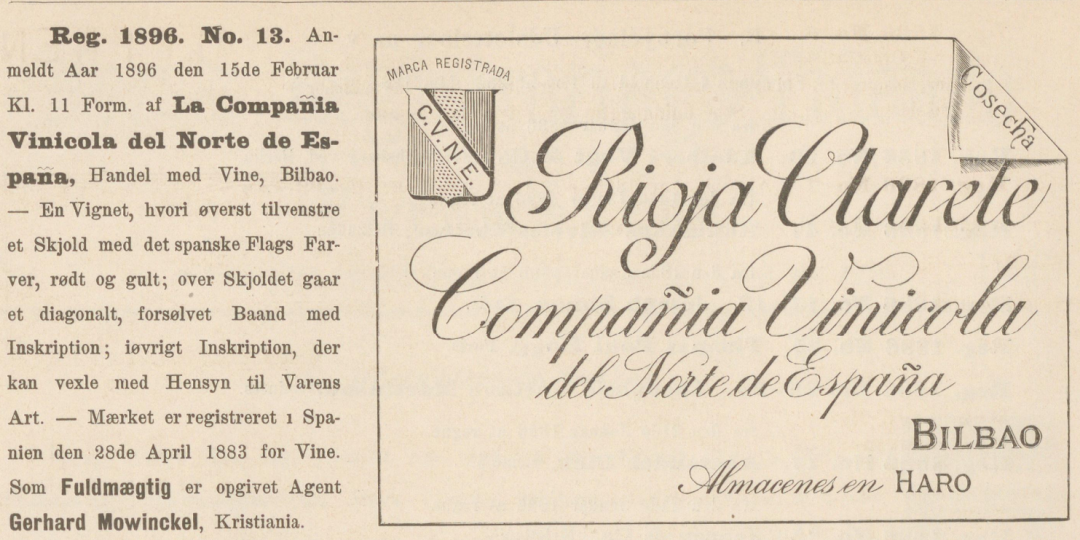 Reg. 1896. No. 13. An-
meldt Aar 1896 den 15de Februar
Kl. 11 Form. af La Compañia
Vinicola del Norte de Es-
paña, Handel med Vine, Bilbao.
— En Vignet, hvori øverst tilvenstre
et Skjold med det spanske Flags Far-
ver, rødt og gult; over Skjoldet gaar
et diagonalt, forsølvet Baand med
Inskription; iøvrigt Inskription, der
kan vexle med Hensyn til Varens
Art. — Mærket er registreret i Spa-
nien den 28de April 1883 for Vine.
Som Fuldmægtig er opgivet Agent
Gerhard Mowinckel, Kristiania.
MARCA REGISTRADA
C.V.N.E.
Cosecha
Rioja Clarete
Compañia Vinicola
del Norte de España
BILBAO
Almacenes en HARO